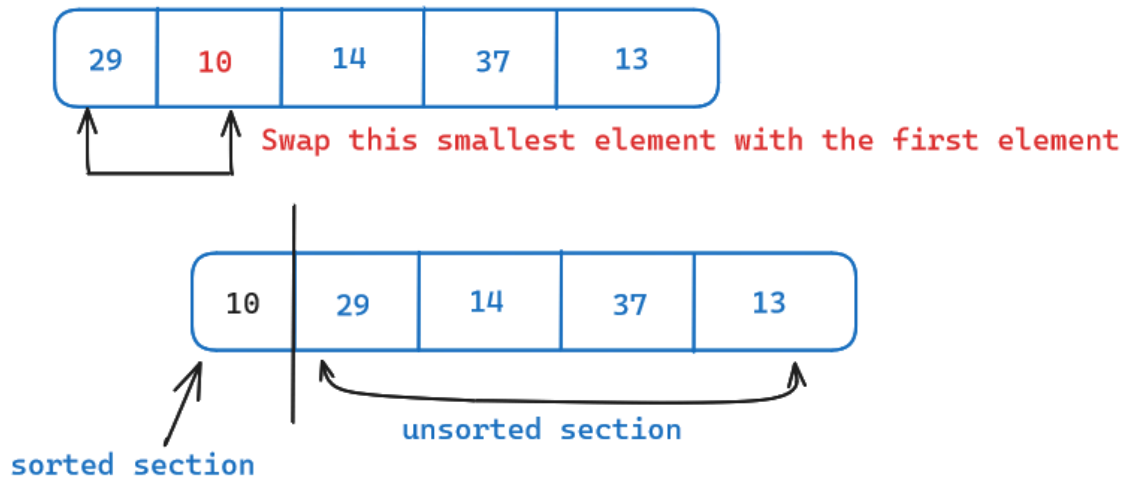 29 10 14 37 13
Swap this smallest element with the first element
10 29 14 37 13
unsorted section
sorted section